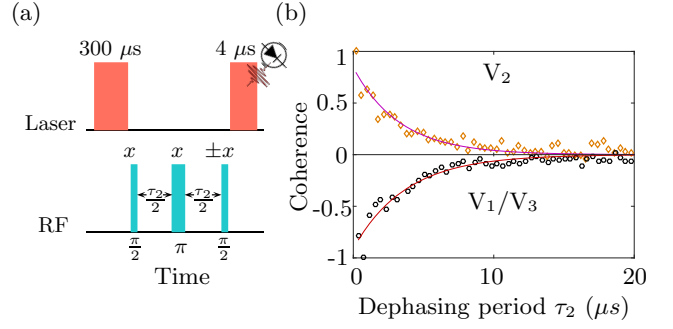 (a)
300 μs
4 μs
Laser
x x ±x
τ₂/2 τ₂/2
RF
π/2 π π/2
Time
(b)
Coherence
1
0.5
0
-0.5
-1
V₂
V₁/V₃
0 10 20
Dephasing period τ₂ (μs)